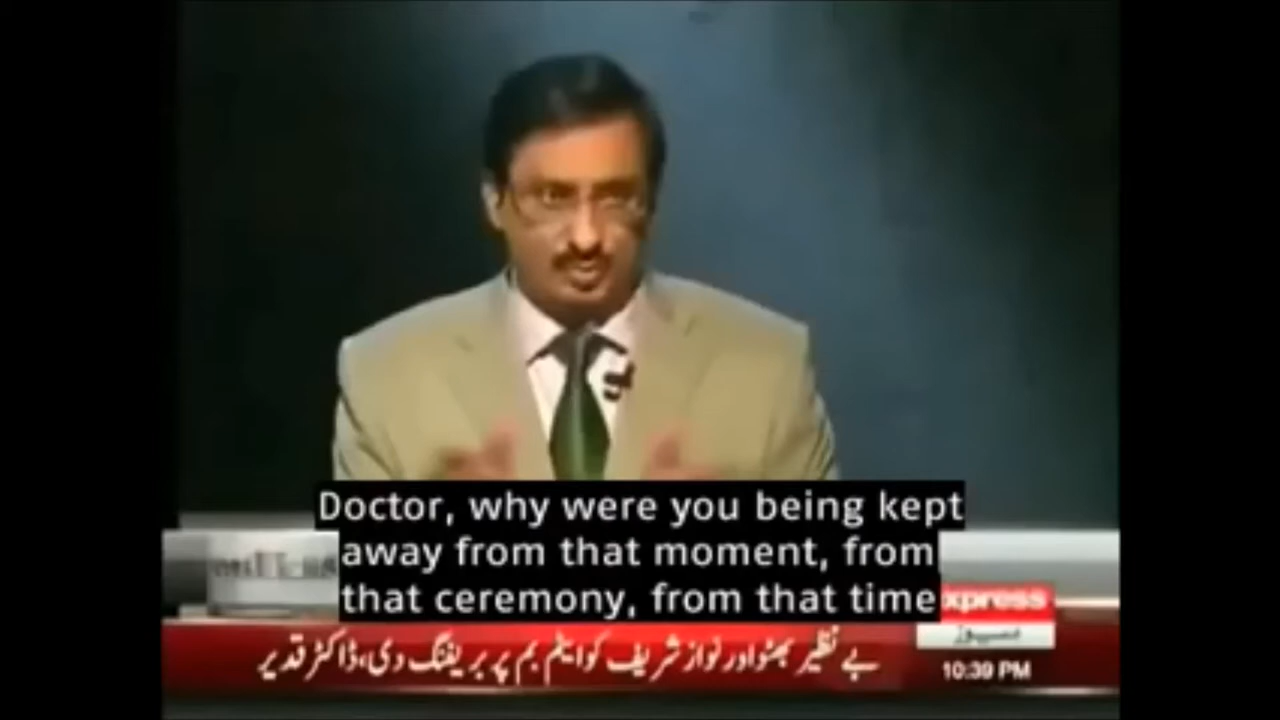 Doctor, why were you being kept
away from that moment, from
that ceremony, from that time
xpress
نیوز
بے نظیر بھٹو اور نواز شریف کو ایٹم بم پر بریفنگ دی، ڈاکٹر قدیر
10:39 PM